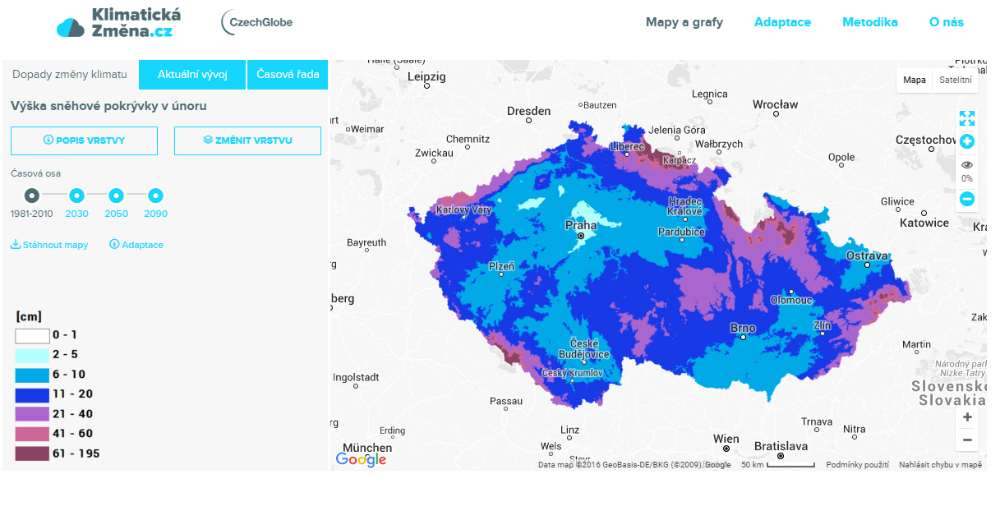 Klimatická
Změna.cz
CzechGlobe
Mapy a grafy
Adaptace
Metodika
O nás
Dopady změny klimatu
Aktuální vývoj
Časová řada
Výška sněhové pokrývky v únoru
POPIS VRSTVY
ZMĚNIT VRSTVU
Časová osa
1981-2010
2030
2050
2090
Stáhnout mapy
Adaptace
[cm]
0 - 1
2 - 5
6 - 10
11 - 20
21 - 40
41 - 60
61 - 195
Mapa
Satelitní
0%
Halle (Saale)
Leipzig
Legnica
Dresden
Bautzen
Wrocław
Weimar
Jelenia Góra
Chemnitz
Wałbrzych
Zwickau
Liberec
Karpacz
Opole
Karlovy Vary
Hradec
Králové
Gliwice
Katowice
Praha
Pardubice
Bayreuth
Plzeň
Ostrava
berg
Olomouc
Brno
Zlín
České
Budějovice
Martin
Český Krumlov
Národný park
Nízke Tatry
Ingolstadt
Slovensko
Slovakia
Passau
Trnava
Nitra
Erding
Linz
Wels
Wien
Bratislava
München
Steyr
Google
Data map ©2016 GeoBasis-DE/BKG (©2009), Google
50 km
Podmínky použití
Nahlásit chybu v mapě